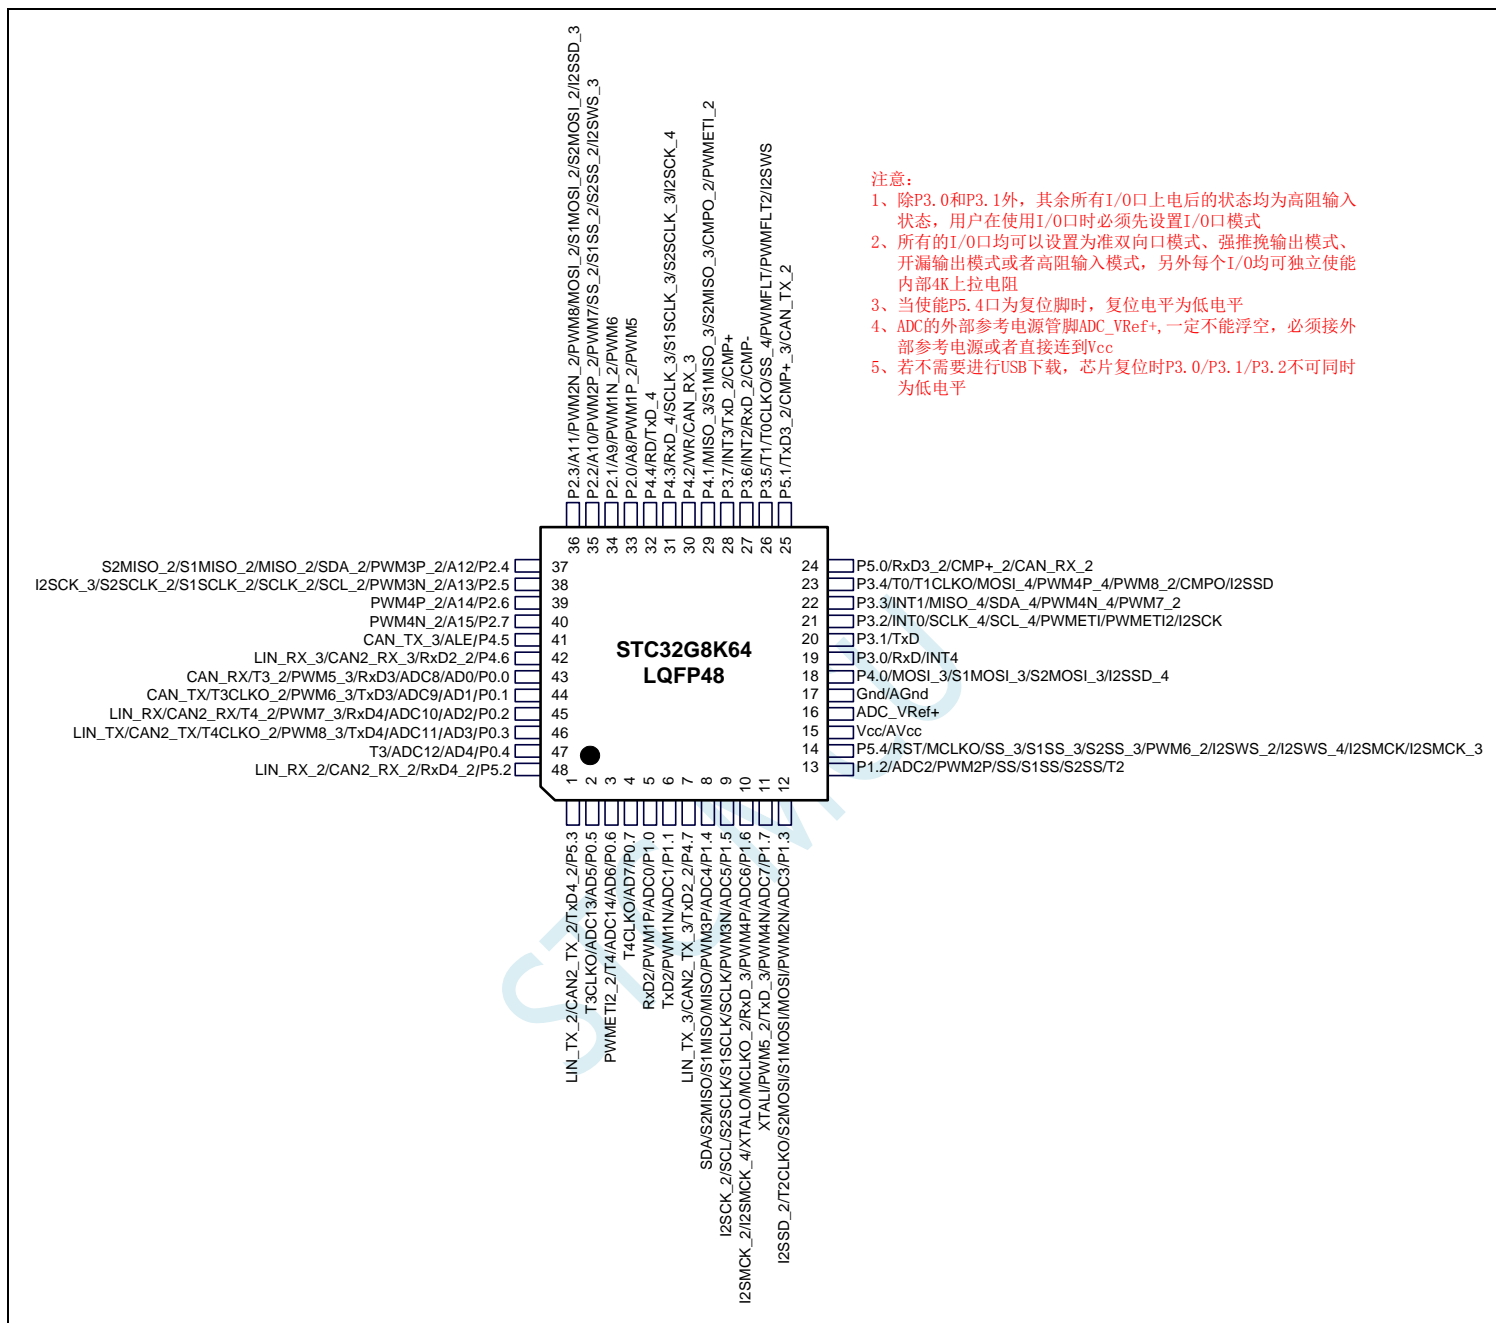 P2.3/A11/PWM2N_2/PWM8/MOSI_2/S1MOSI_2/S2MOSI_2/I2SSD_3
P2.2/A10/PWM2P_2/PWM7/SS_2/S1SS_2/S2SS_2/I2SWS_3
P2.1/A9/PWM1N_2/PWM6
P2.0/A8/PWM1P_2/PWM5
P4.4/RD/TxD_4
P4.3/RxD_4/SCLK_3/S1SCLK_3/S2SCLK_3/I2SCK_4
P4.2/WR/CAN_RX_3
P4.1/MISO_3/S1MISO_3/S2MISO_3/CMPO_2/PWMETI_2
P3.7/INT3/TxD_2/CMP+
P3.6/INT2/RxD_2/CMP-
P3.5/T1/T0CLKO/SS_4/PWMFLT/PWMFLT2/I2SWS
P5.1/TxD3_2/CMP+_3/CAN_TX_2
注意：
1、除P3.0和P3.1外，其余所有I/O口上电后的状态均为高阻输入
状态，用户在使用I/O口时必须先设置I/O口模式
2、所有的I/O口均可以设置为准双向口模式、强推挽输出模式、
开漏输出模式或者高阻输入模式，另外每个I/O均可独立使能
内部4K上拉电阻
3、当使能P5.4口为复位脚时，复位电平为低电平
4、ADC的外部参考电源管脚ADC_VRef+,一定不能浮空，必须接外
部参考电源或者直接连到Vcc
5、若不需要进行USB下载，芯片复位时P3.0/P3.1/P3.2不可同时
为低电平
36 35 34 33 32 31 30 29 28 27 26 25
S2MISO_2/S1MISO_2/MISO_2/SDA_2/PWM3P_2/A12/P2.4 37
I2SCK_3/S2SCLK_2/S1SCLK_2/SCLK_2/SCL_2/PWM3N_2/A13/P2.5 38
PWM4P_2/A14/P2.6 39
PWM4N_2/A15/P2.7 40
CAN_TX_3/ALE/P4.5 41
LIN_RX_3/CAN2_RX_3/RxD2_2/P4.6 42
CAN_RX/T3_2/PWM5_3/RxD3/ADC8/AD0/P0.0 43
CAN_TX/T3CLKO_2/PWM6_3/TxD3/ADC9/AD1/P0.1 44
LIN_RX/CAN2_RX/T4_2/PWM7_3/RxD4/ADC10/AD2/P0.2 45
LIN_TX/CAN2_TX/T4CLKO_2/PWM8_3/TxD4/ADC11/AD3/P0.3 46
T3/ADC12/AD4/P0.4 47
LIN_RX_2/CAN2_RX_2/RxD4_2/P5.2 48
STC32G8K64
LQFP48
24 P5.0/RxD3_2/CMP+_2/CAN_RX_2
23 P3.4/T0/T1CLKO/MOSI_4/PWM4P_4/PWM8_2/CMPO/I2SSD
22 P3.3/INT1/MISO_4/SDA_4/PWM4N_4/PWM7_2
21 P3.2/INT0/SCLK_4/SCL_4/PWMETI/PWMETI2/I2SCK
20 P3.1/TxD
19 P3.0/RxD/INT4
18 P4.0/MOSI_3/S1MOSI_3/S2MOSI_3/I2SSD_4
17 Gnd/AGnd
16 ADC_VRef+
15 Vcc/AVcc
14 P5.4/RST/MCLKO/SS_3/S1SS_3/S2SS_3/PWM6_2/I2SWS_2/I2SWS_4/I2SMCK/I2SMCK_3
13 P1.2/ADC2/PWM2P/SS/S1SS/S2SS/T2
1 2 3 4 5 6 7 8 9 10 11 12
LIN_TX_2/CAN2_TX_2/TxD4_2/P5.3
T3CLKO/ADC13/AD5/P0.5
PWMETI2_2/T4/ADC14/AD6/P0.6
T4CLKO/AD7/P0.7
RxD2/PWM1P/ADC0/P1.0
TxD2/PWM1N/ADC1/P1.1
LIN_TX_3/CAN2_TX_3/TxD2_2/P4.7
SDA/S2MISO/S1MISO/MISO/PWM3P/ADC4/P1.4
I2SCK_2/SCL/S2SCLK/S1SCLK/SCLK/PWM3N/ADC5/P1.5
I2SMCK_2/I2SMCK_4/XTALO/MCLKO_2/RxD_3/PWM4P/ADC6/P1.6
XTALI/PWM5_2/TxD_3/PWM4N/ADC7/P1.7
I2SSD_2/T2CLKO/S2MOSI/S1MOSI/MOSI/PWM2N/ADC3/P1.3
STC MCU